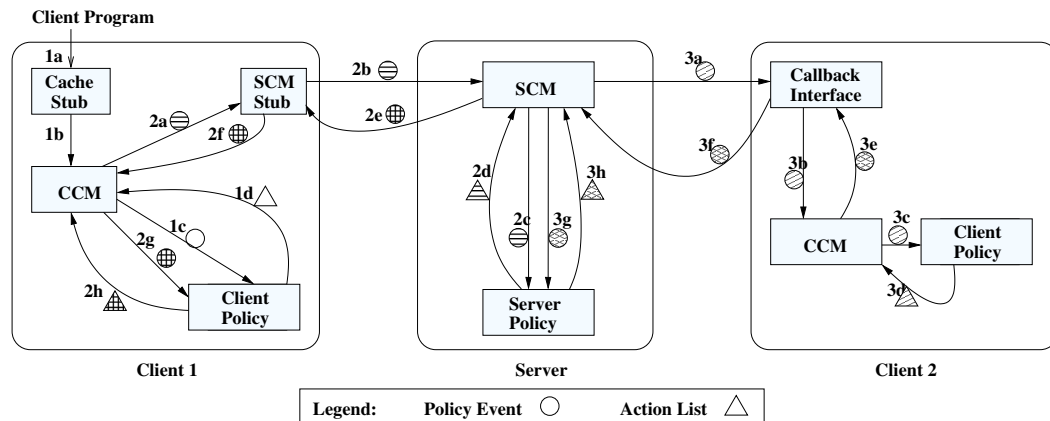 Client Program
1a
Cache
Stub
1b
CCM
2a
2f
SCM
Stub
1d
1c
2g
2h
Client
Policy
Client 1
2b
2e
SCM
2d
2c
3g
3h
Server
Policy
Server
3a
3f
Callback
Interface
3b
3e
CCM
3c
3d
Client
Policy
Client 2
Legend: Policy Event Action List